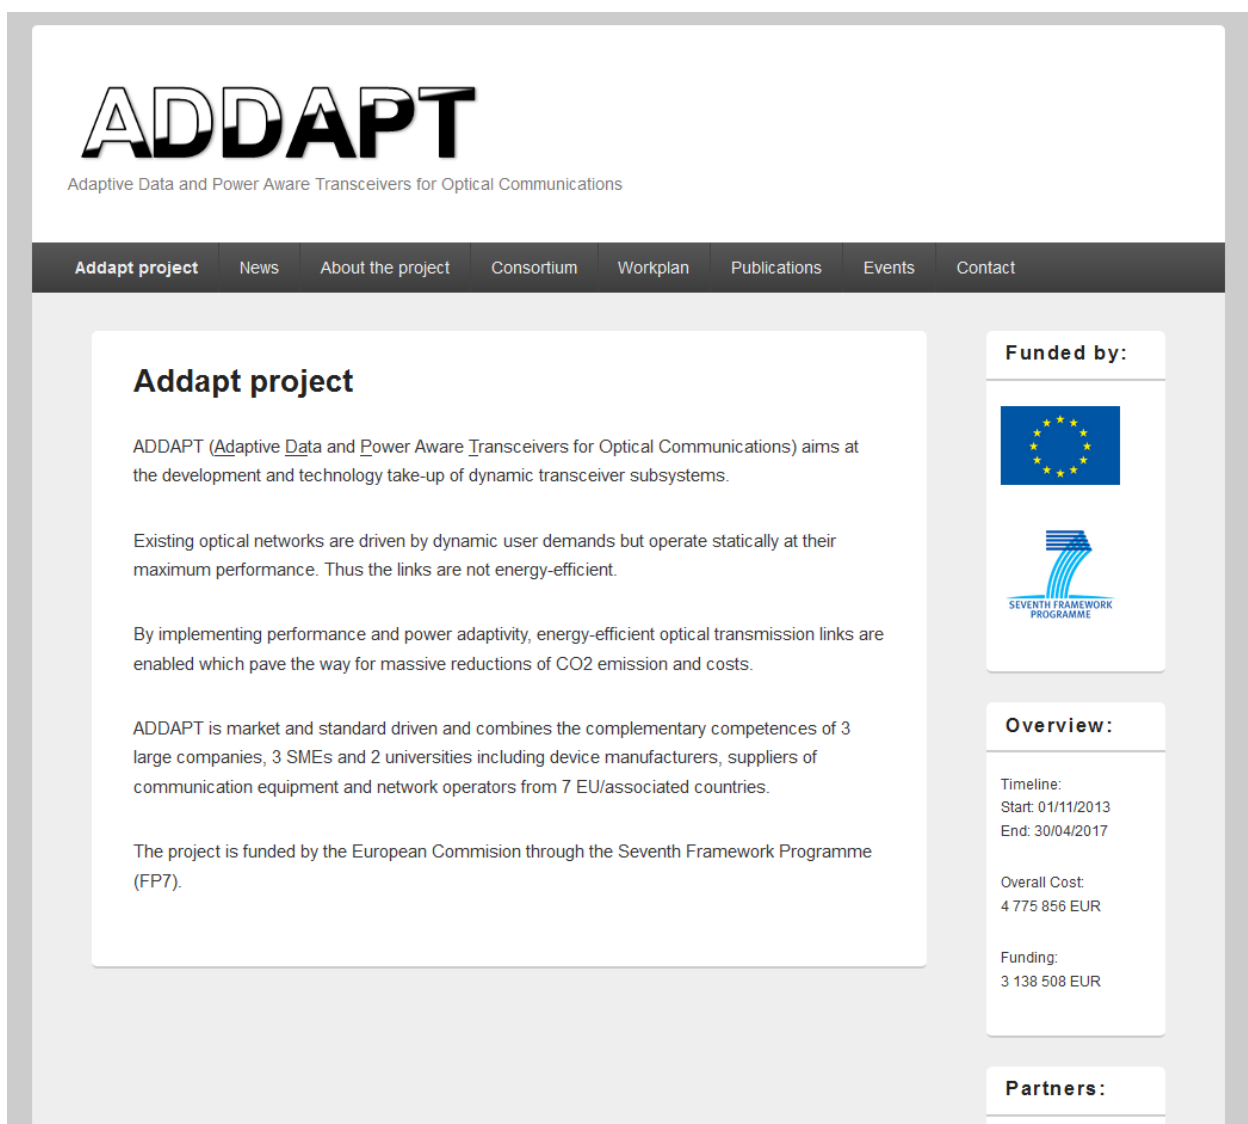 ADDAPT
Adaptive Data and Power Aware Transceivers for Optical Communications
Addapt project News About the project Consortium Workplan Publications Events Contact
Addapt project
ADDAPT (Adaptive Data and Power Aware Transceivers for Optical Communications) aims at
the development and technology take-up of dynamic transceiver subsystems.
Existing optical networks are driven by dynamic user demands but operate statically at their
maximum performance. Thus the links are not energy-efficient.
By implementing performance and power adaptivity, energy-efficient optical transmission links are
enabled which pave the way for massive reductions of CO2 emission and costs.
ADDAPT is market and standard driven and combines the complementary competences of 3
large companies, 3 SMEs and 2 universities including device manufacturers, suppliers of
communication equipment and network operators from 7 EU/associated countries.
The project is funded by the European Commision through the Seventh Framework Programme
(FP7).
Funded by:
SEVENTH FRAMEWORK
PROGRAMME
Overview:
Timeline:
Start: 01/11/2013
End: 30/04/2017
Overall Cost:
4 775 856 EUR
Funding:
3 138 508 EUR
Partners: